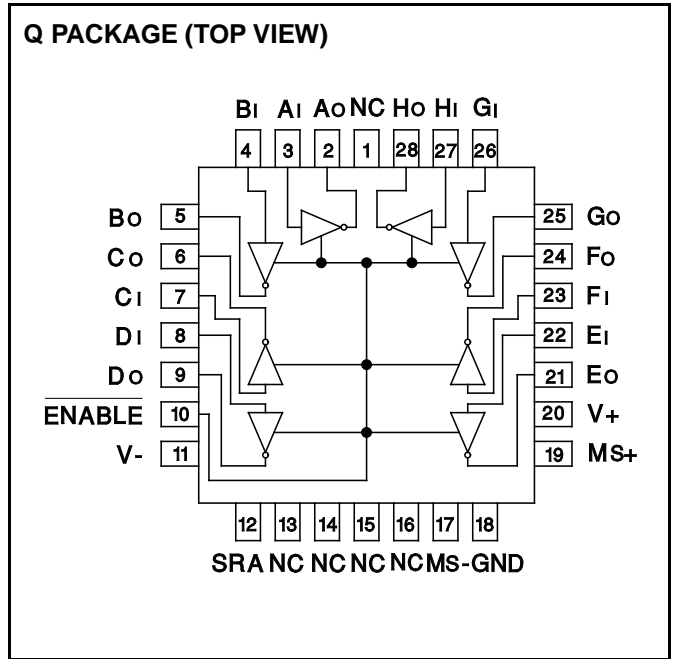 Q PACKAGE (TOP VIEW)
BI AI AO NC HO HI GI
4 3 2 1 28 27 26
BO 5 25 GO
CO 6 24 FO
CI 7 23 FI
DI 8 22 EI
DO 9 21 EO
ENABLE 10 20 V+
V- 11 19 MS+
12 13 14 15 16 17 18
SRA NC NC NC NC MS- GND